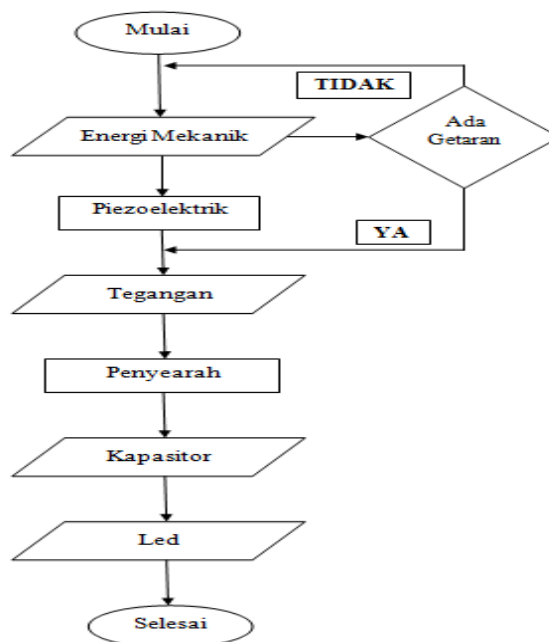 Mulai
TIDAK
Ada
Getaran
Energi Mekanik
Piezoelektrik
YA
Tegangan
Penyearah
Kapasitor
Led
Selesai